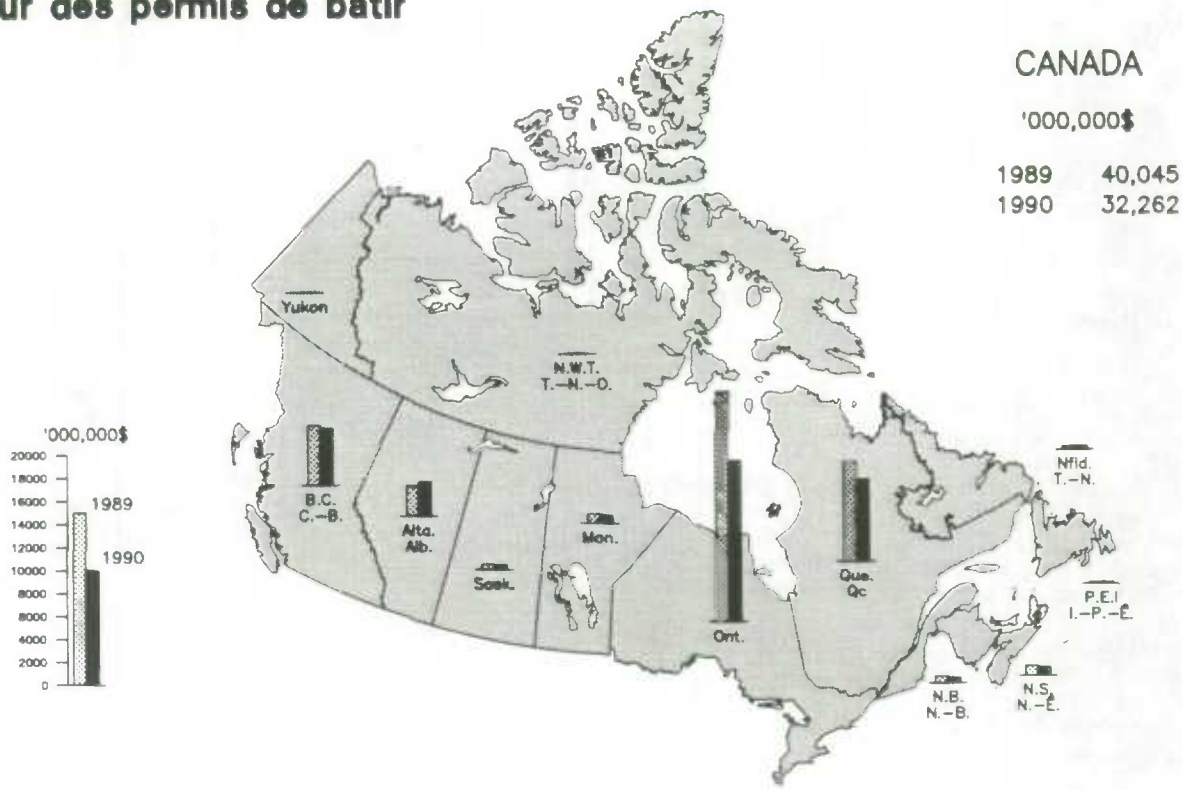 ur des permis de bâtir
CANADA
'000,000$
1989 40,045
1990 32,262
Yukon
N.W.T.
T.-N.-O.
'000,000$
20000
18000
16000
14000
12000
10000
8000
6000
4000
2000
0
1989
1990
B.C.
C.-B.
Alta.
Alb.
Sask.
Man.
Ont.
Que.
Qc
Nfld.
T.-N.
P.E.I
I.-P.-É.
N.B.
N.-B.
N.S.
N.-É.